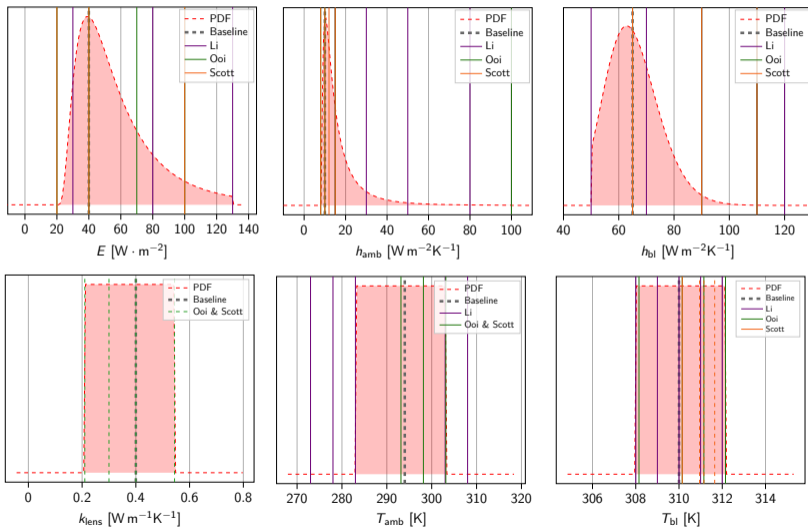 PDF
Baseline
Li
Ooi
Scott
0 20 40 60 80 100 120 140
E [W · m⁻²]
PDF
Baseline
Li
Ooi
Scott
0 20 40 60 80 100
h_amb [W m⁻²K⁻¹]
PDF
Baseline
Li
Ooi
Scott
40 60 80 100 120
h_bl [W m⁻²K⁻¹]
PDF
Baseline
Ooi & Scott
0 0.2 0.4 0.6 0.8
k_lens [W m⁻¹K⁻¹]
PDF
Baseline
Li
Ooi & Scott
270 280 290 300 310 320
T_amb [K]
PDF
Baseline
Li
Ooi
Scott
306 308 310 312 314
T_bl [K]